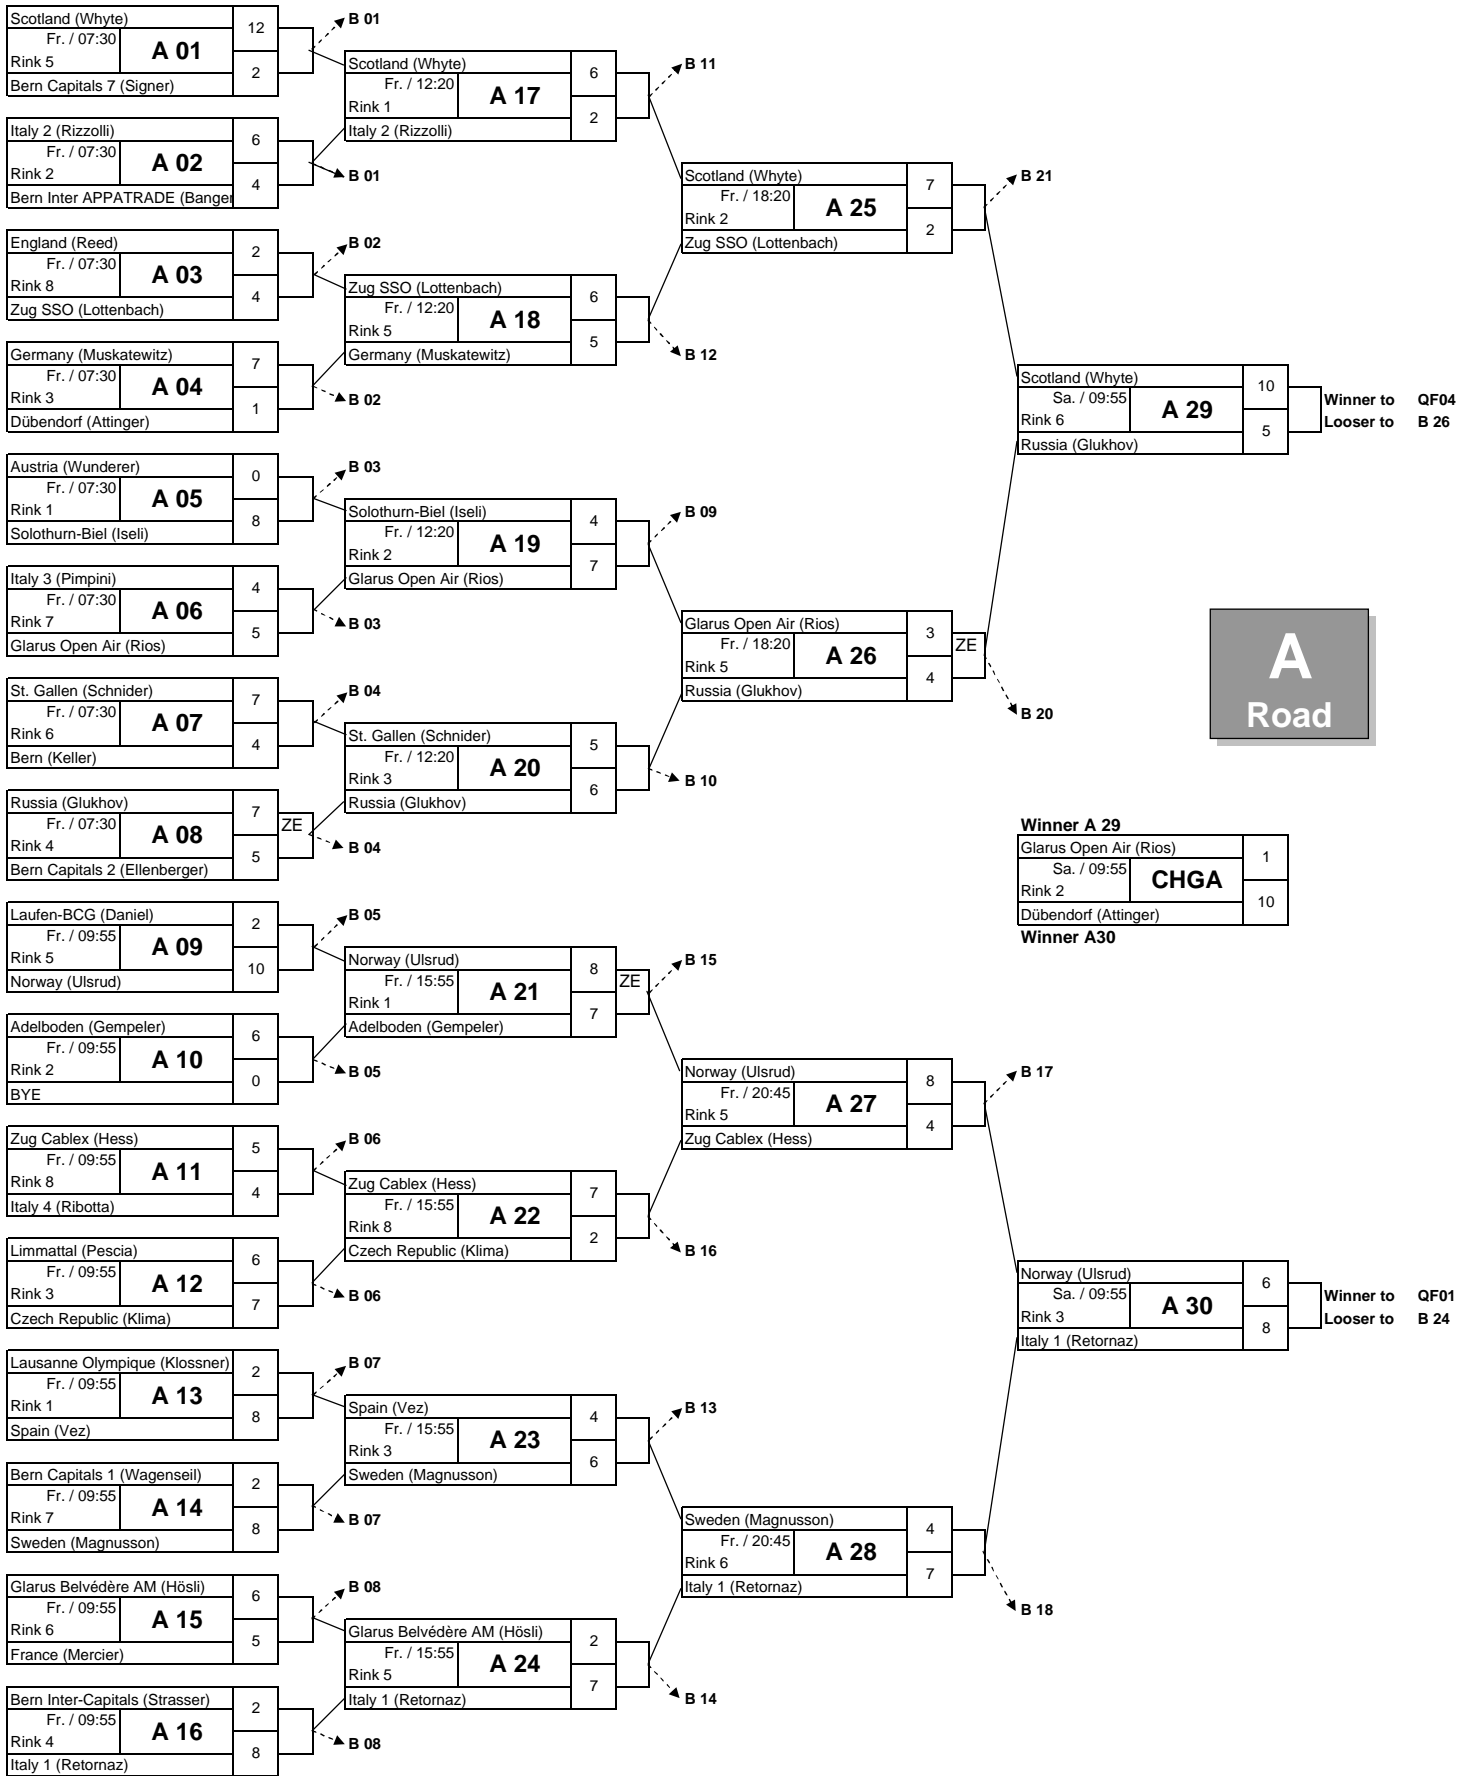 Scotland (Whyte) 12
Fr. / 07:30 A 01
Rink 5
Bern Capitals 7 (Signer) 2
B 01
Italy 2 (Rizzolli) 6
Fr. / 07:30 A 02
Rink 2
Bern Inter APPATRADE (Banger 4
B 01
England (Reed) 2
Fr. / 07:30 A 03
Rink 8
Zug SSO (Lottenbach) 4
B 02
Germany (Muskatewitz) 7
Fr. / 07:30 A 04
Rink 3
Dübendorf (Attinger) 1
B 02
Austria (Wunderer) 0
Fr. / 07:30 A 05
Rink 1
Solothurn-Biel (Iseli) 8
B 03
Italy 3 (Pimpini) 4
Fr. / 07:30 A 06
Rink 7
Glarus Open Air (Rios) 5
B 03
St. Gallen (Schnider) 7
Fr. / 07:30 A 07
Rink 6
Bern (Keller) 4
B 04
Russia (Glukhov) 7
Fr. / 07:30 A 08 ZE
Rink 4
Bern Capitals 2 (Ellenberger) 5
B 04
Laufen-BCG (Daniel) 2
Fr. / 09:55 A 09
Rink 5
Norway (Ulsrud) 10
B 05
Adelboden (Gempeler) 6
Fr. / 09:55 A 10
Rink 2
BYE 0
B 05
Zug Cablex (Hess) 5
Fr. / 09:55 A 11
Rink 8
Italy 4 (Ribotta) 4
B 06
Limmattal (Pescia) 6
Fr. / 09:55 A 12
Rink 3
Czech Republic (Klima) 7
B 06
Lausanne Olympique (Klossner) 2
Fr. / 09:55 A 13
Rink 1
Spain (Vez) 8
B 07
Bern Capitals 1 (Wagenseil) 2
Fr. / 09:55 A 14
Rink 7
Sweden (Magnusson) 8
B 07
Glarus Belvédère AM (Hösli) 6
Fr. / 09:55 A 15
Rink 6
France (Mercier) 5
B 08
Bern Inter-Capitals (Strasser) 2
Fr. / 09:55 A 16
Rink 4
Italy 1 (Retornaz) 8
B 08
Scotland (Whyte) 6
Fr. / 12:20 A 17
Rink 1
Italy 2 (Rizzolli) 2
B 11
Zug SSO (Lottenbach) 6
Fr. / 12:20 A 18
Rink 5
Germany (Muskatewitz) 5
B 12
Solothurn-Biel (Iseli) 4
Fr. / 12:20 A 19
Rink 2
Glarus Open Air (Rios) 7
B 09
St. Gallen (Schnider) 5
Fr. / 12:20 A 20
Rink 3
Russia (Glukhov) 6
B 10
Norway (Ulsrud) 8
Fr. / 15:55 A 21 ZE
Rink 1
Adelboden (Gempeler) 7
B 15
Zug Cablex (Hess) 7
Fr. / 15:55 A 22
Rink 8
Czech Republic (Klima) 2
B 16
Spain (Vez) 4
Fr. / 15:55 A 23
Rink 3
Sweden (Magnusson) 6
B 13
Glarus Belvédère AM (Hösli) 2
Fr. / 15:55 A 24
Rink 5
Italy 1 (Retornaz) 7
B 14
Scotland (Whyte) 7
Fr. / 18:20 A 25
Rink 2
Zug SSO (Lottenbach) 2
B 21
Glarus Open Air (Rios) 3
Fr. / 18:20 A 26 ZE
Rink 5
Russia (Glukhov) 4
B 20
Norway (Ulsrud) 8
Fr. / 20:45 A 27
Rink 5
Zug Cablex (Hess) 4
B 17
Sweden (Magnusson) 4
Fr. / 20:45 A 28
Rink 6
Italy 1 (Retornaz) 7
B 18
Scotland (Whyte) 10
Sa. / 09:55 A 29
Rink 6
Russia (Glukhov) 5
Winner to QF04
Looser to B 26
A
Road
Winner A 29
Glarus Open Air (Rios) 1
Sa. / 09:55 CHGA
Rink 2
Dübendorf (Attinger) 10
Winner A30
Norway (Ulsrud) 6
Sa. / 09:55 A 30
Rink 3
Italy 1 (Retornaz) 8
Winner to QF01
Looser to B 24